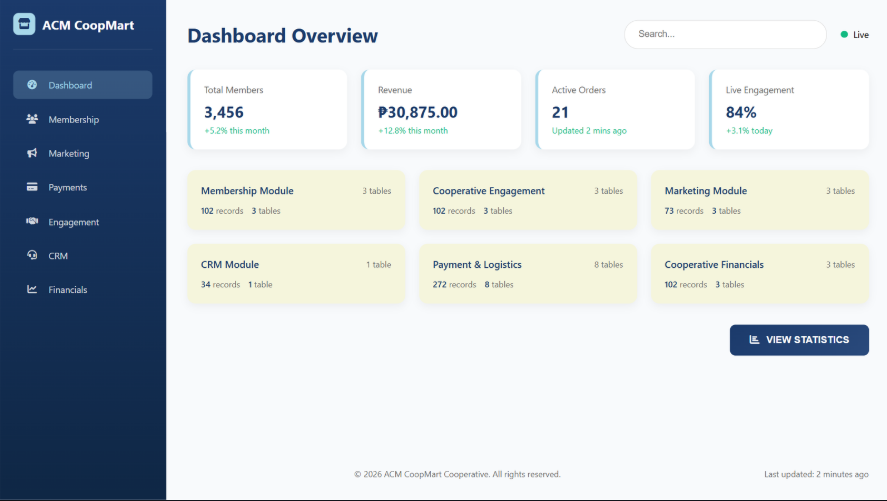 ACM CoopMart
Dashboard
Membership
Marketing
Payments
Engagement
CRM
Financials
Dashboard Overview
Search...
Live
Total Members
3,456
+5.2% this month
Revenue
₱30,875.00
+12.8% this month
Active Orders
21
Updated 2 mins ago
Live Engagement
84%
+3.1% today
Membership Module 3 tables
102 records 3 tables
Cooperative Engagement 3 tables
102 records 3 tables
Marketing Module 3 tables
73 records 3 tables
CRM Module 1 table
34 records 1 table
Payment & Logistics 8 tables
272 records 8 tables
Cooperative Financials 3 tables
102 records 3 tables
VIEW STATISTICS
© 2026 ACM CoopMart Cooperative. All rights reserved.
Last updated: 2 minutes ago